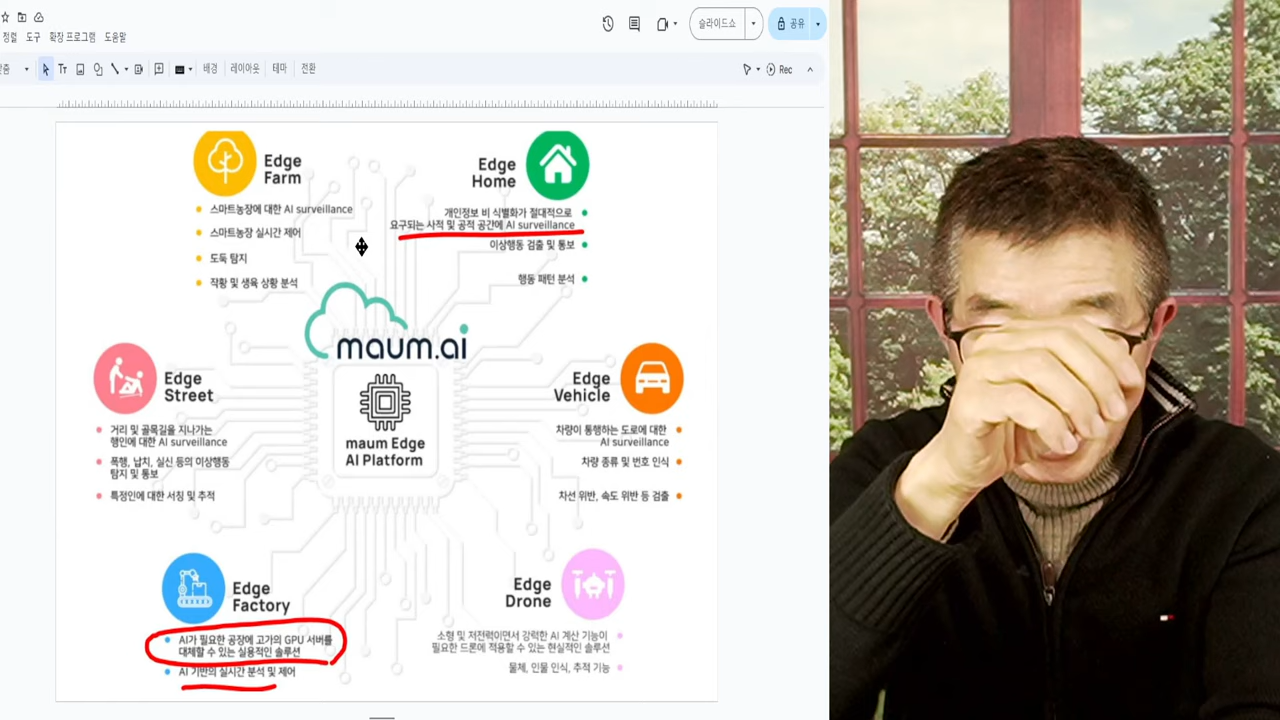 정렬 도구 확장 프로그램 도움말
슬라이드쇼
공유
배경 레이아웃 테마 전환
Rec
Edge
Farm
스마트농장에 대한 AI surveillance
스마트농장 실시간 제어
도둑 탐지
작황 및 생육 상황 분석
Edge
Home
개인정보 비 식별화가 절대적으로
요구되는 사적 및 공적 공간에 AI surveillance
이상행동 검출 및 통보
행동 패턴 분석
maum.ai
maum Edge
AI Platform
Edge
Street
거리 및 골목길을 지나가는
행인에 대한 AI surveillance
폭행, 납치, 실신 등의 이상행동
탐지 및 통보
특정인에 대한 서칭 및 추적
Edge
Vehicle
차량이 통행하는 도로에 대한
AI surveillance
차량 종류 및 번호 인식
차선 위반, 속도 위반 등 검출
Edge
Factory
AI가 필요한 공장에 고가의 GPU 서버를
대체할 수 있는 실용적인 솔루션
AI 기반의 실시간 분석 및 제어
Edge
Drone
소형 및 저전력이면서 강력한 AI 계산 기능이
필요한 드론에 적용할 수 있는 현실적인 솔루션
물체, 인물 인식, 추적 기능